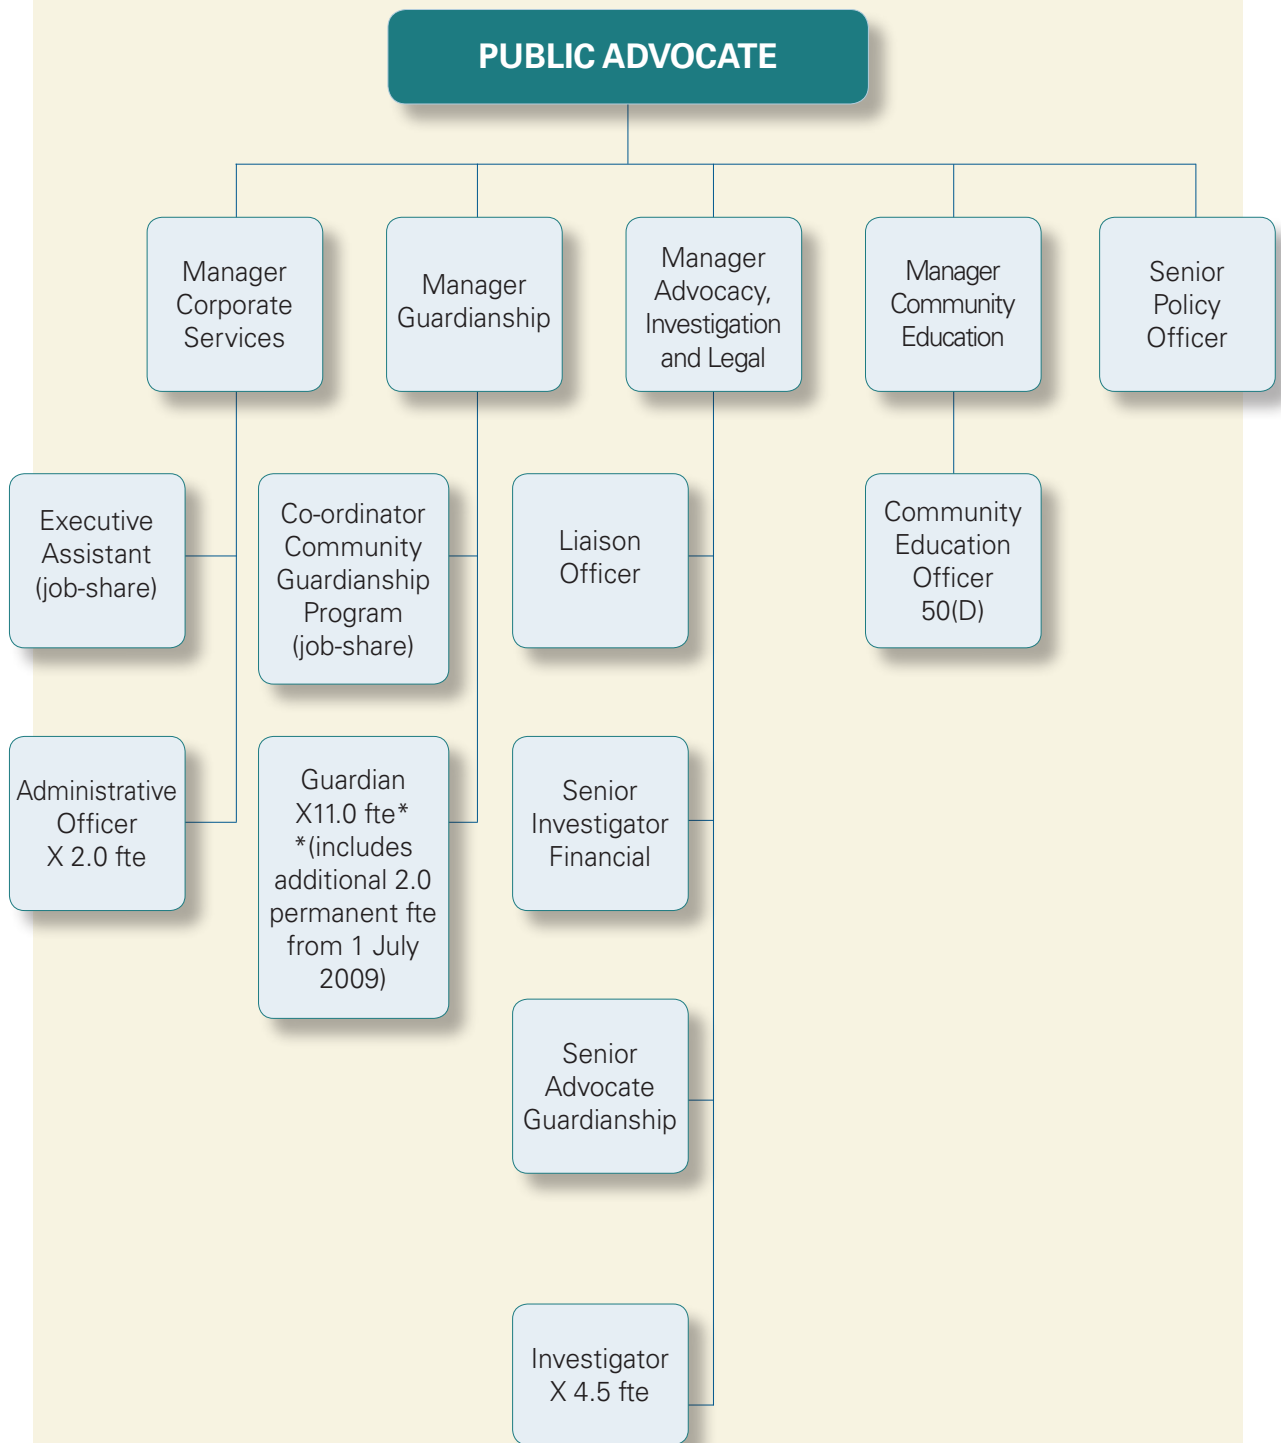 PUBLIC ADVOCATE
Manager
Corporate
Services
Manager
Guardianship
Manager
Advocacy,
Investigation
and Legal
Manager
Community
Education
Senior
Policy
Officer
Executive
Assistant
(job-share)
Co-ordinator
Community
Guardianship
Program
(job-share)
Liaison
Officer
Community
Education
Officer
50(D)
Administrative
Officer
X 2.0 fte
Guardian
X11.0 fte*
*(includes
additional 2.0
permanent fte
from 1 July
2009)
Senior
Investigator
Financial
Senior
Advocate
Guardianship
Investigator
X 4.5 fte